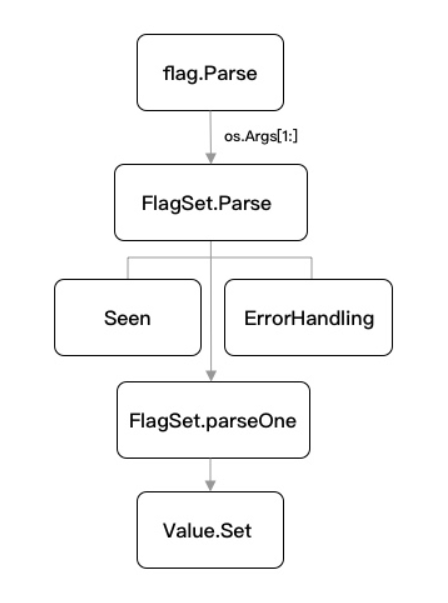 flag.Parse
os.Args[1:]
FlagSet.Parse
Seen
ErrorHandling
FlagSet.parseOne
Value.Set